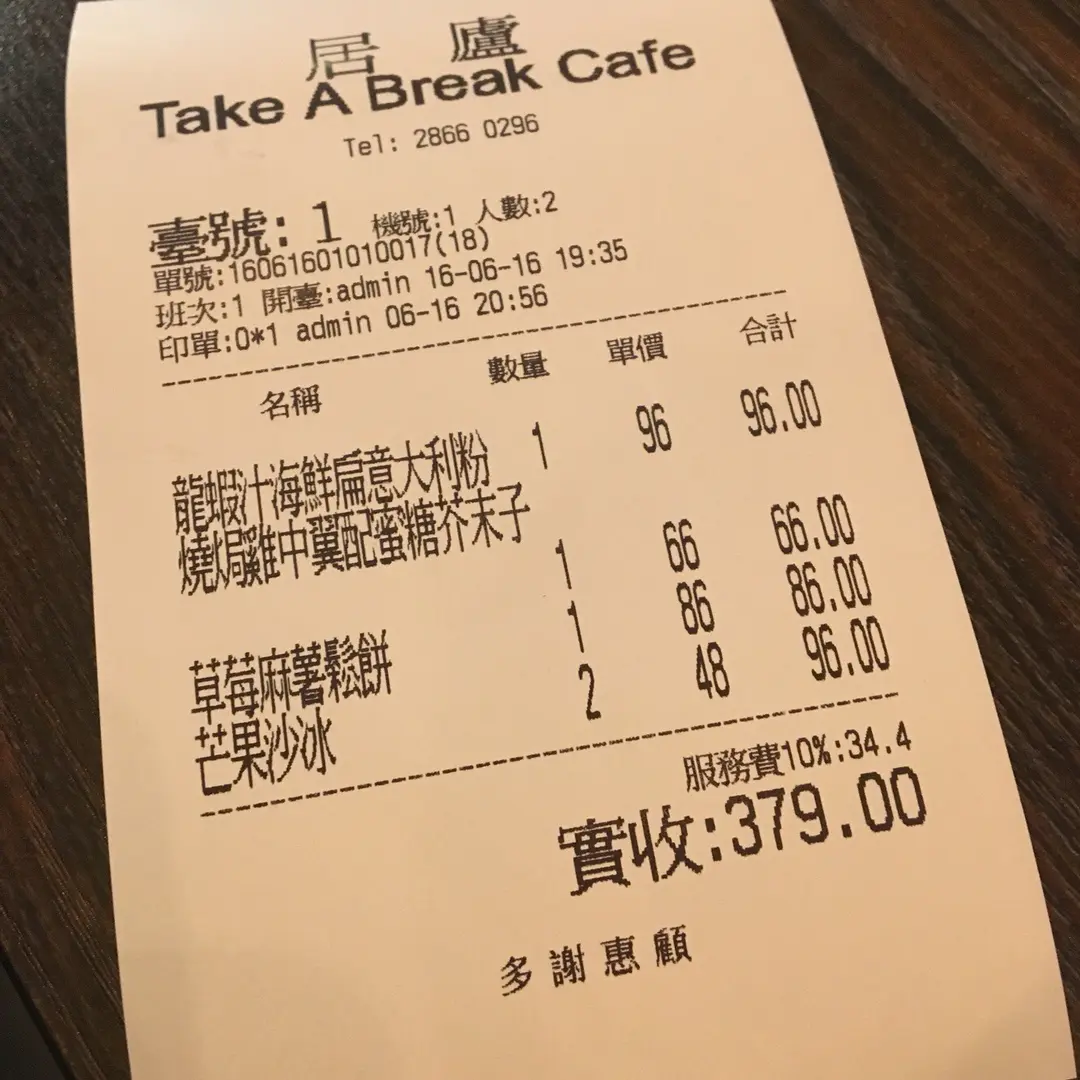 居廬
Take A Break Cafe
Tel: 2866 0296
臺號: 1 機號:1 人數:2
單號:16061601010017(18)
班次:1 開臺:admin 16-06-16 19:35
印單:0*1 admin 06-16 20:56
名稱 數量 單價 合計
龍蝦汁海鮮扁意大利粉 1 96 96.00
燒焗雞中翼配蜜糖芥末子
1 66 66.00
草莓麻薯鬆餅 1 86 86.00
芒果沙冰 2 48 96.00
服務費10%:34.4
實收:379.00
多謝惠顧